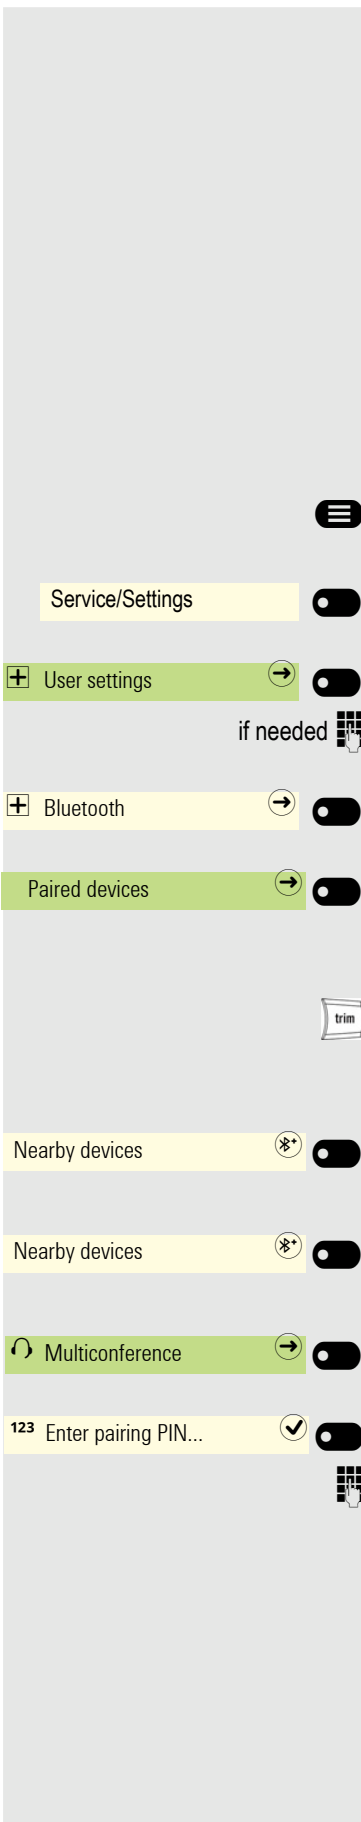 Service/Settings
User settings
if needed
Bluetooth
Paired devices
trim
Nearby devices
Nearby devices
Multiconference
123 Enter pairing PIN...